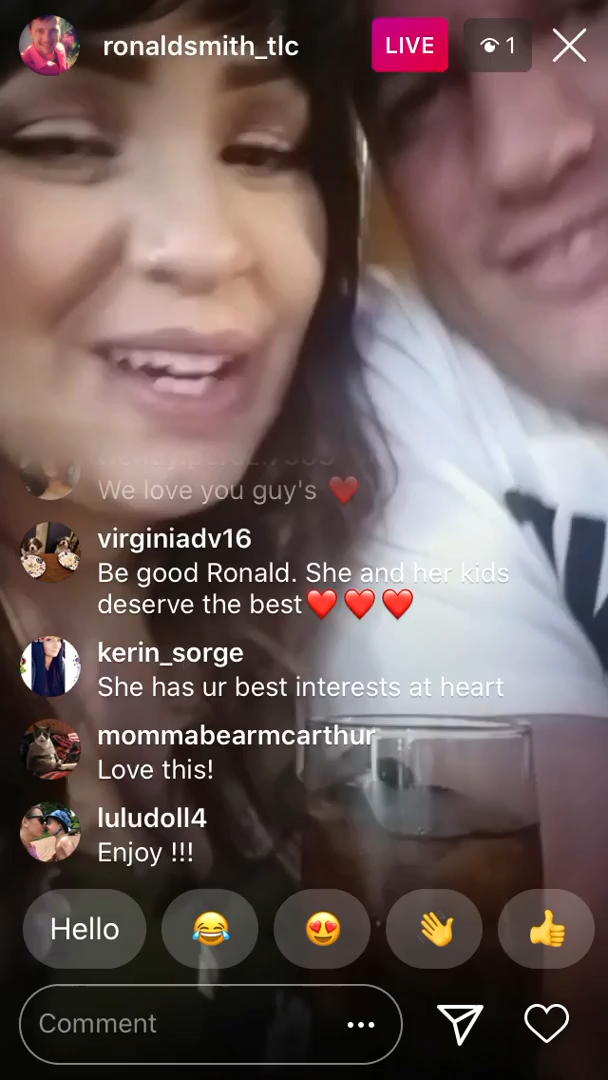 ronaldsmith_tlc
LIVE
1
We love you guy's ❤️
virginiadv16
Be good Ronald. She and her kids
deserve the best❤️❤️❤️
kerin_sorge
She has ur best interests at heart
mommabearmcarthur
Love this!
luludoll4
Enjoy !!!
Hello
Comment